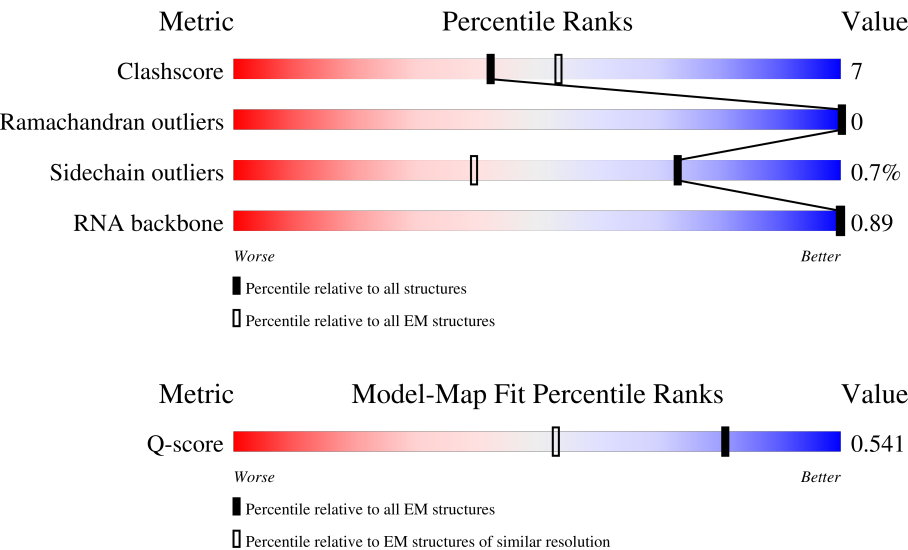 Metric Percentile Ranks Value
Clashscore 7
Ramachandran outliers 0
Sidechain outliers 0.7%
RNA backbone 0.89
Worse Better
Percentile relative to all structures
Percentile relative to all EM structures
Metric Model-Map Fit Percentile Ranks Value
Q-score 0.541
Worse Better
Percentile relative to all EM structures
Percentile relative to EM structures of similar resolution